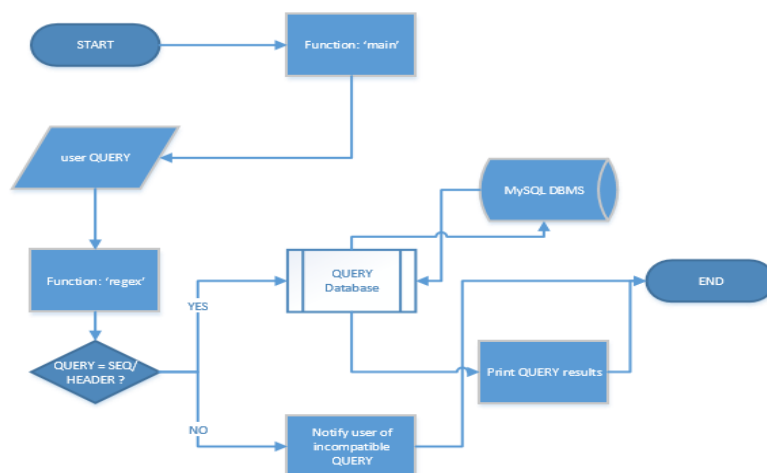 START
Function: ‘main’
user QUERY
MySQL DBMS
Function: ‘regex’
YES
QUERY
Database
END
QUERY = SEQ/
HEADER ?
Print QUERY results
NO
Notify user of
incompatible
QUERY